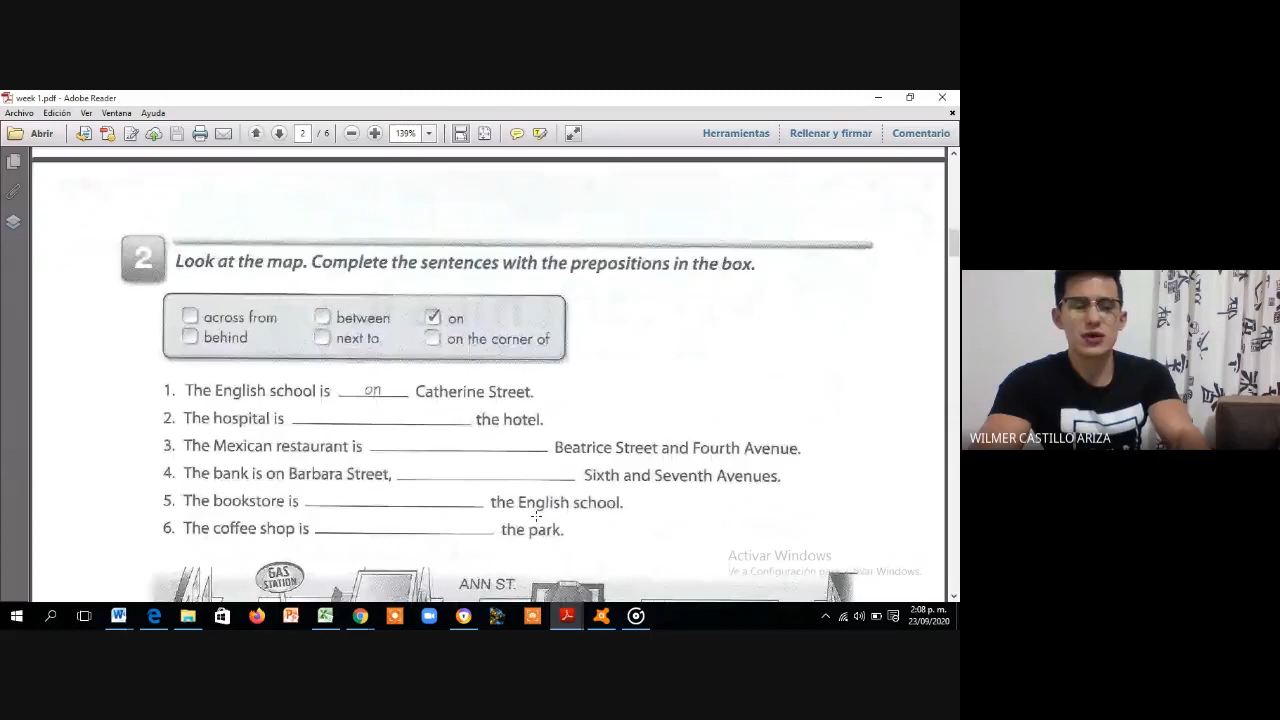 week 1.pdf - Adobe Reader
Archivo Edición Ver Ventana Ayuda
Abrir 2 / 6 139% Herramientas Rellenar y firmar Comentario
2 Look at the map. Complete the sentences with the prepositions in the box.
across from between on
behind next to on the corner of
1. The English school is on Catherine Street.
2. The hospital is the hotel.
3. The Mexican restaurant is Beatrice Street and Fourth Avenue.
4. The bank is on Barbara Street, Sixth and Seventh Avenues.
5. The bookstore is the English school.
6. The coffee shop is the park.
GAS
STATION
ANN ST.
Activar Windows
Ve a Configuración para activar Windows.
2:08 p. m.
23/09/2020
WILMER CASTILLO ARIZA